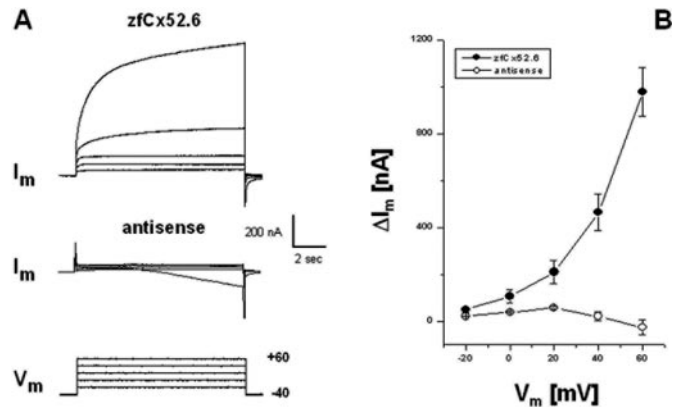 A
zfCx52.6
Im
antisense
200 nA
2 sec
Im
+60
Vm
-40
B
zfCx52.6
antisense
1200
800
400
0
ΔIm [nA]
-20 0 20 40 60
Vm [mV]